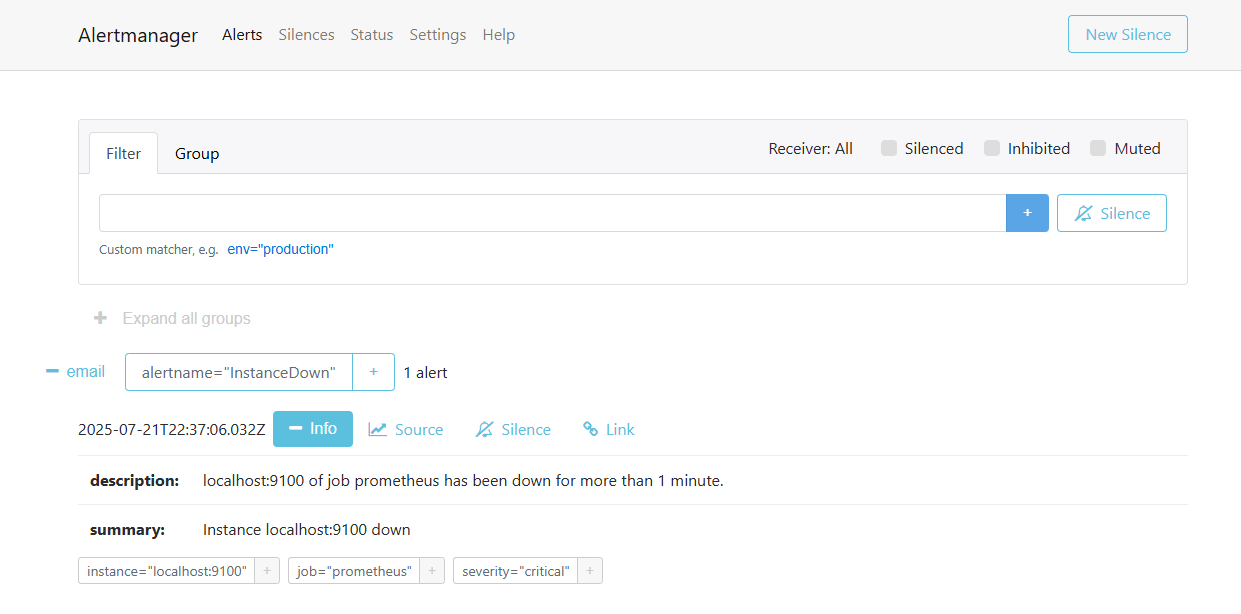 Alertmanager Alerts Silences Status Settings Help New Silence
Filter Group Receiver: All Silenced Inhibited Muted
+ Silence
Custom matcher, e.g. env="production"
+ Expand all groups
− email alertname="InstanceDown" + 1 alert
2025-07-21T22:37:06.032Z − Info Source Silence Link
description: localhost:9100 of job prometheus has been down for more than 1 minute.
summary: Instance localhost:9100 down
instance="localhost:9100" + job="prometheus" + severity="critical" +